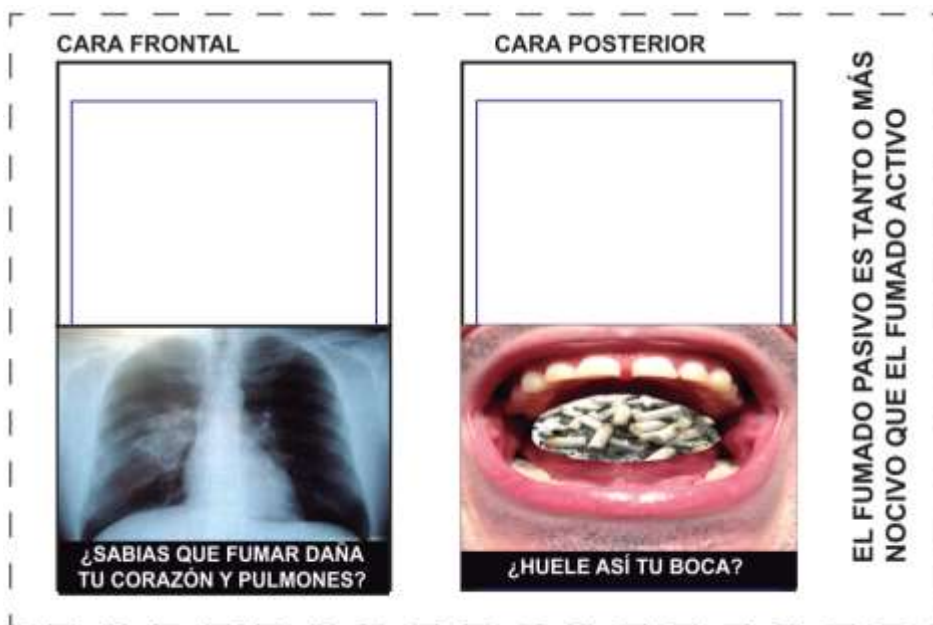 CARA FRONTAL
¿SABIAS QUE FUMAR DAÑA
TU CORAZÓN Y PULMONES?
CARA POSTERIOR
¿HUELE ASÍ TU BOCA?
EL FUMADO PASIVO ES TANTO O MÁS
NOCIVO QUE EL FUMADO ACTIVO